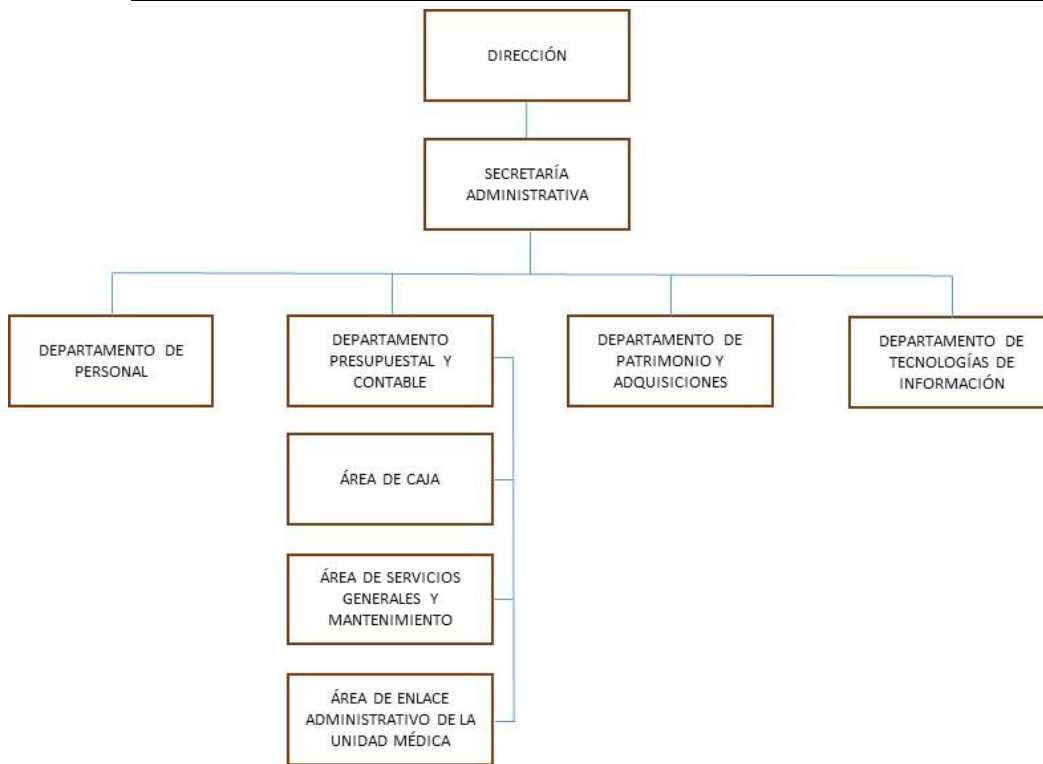 DIRECCIÓN
SECRETARÍA
ADMINISTRATIVA
DEPARTAMENTO DE
PERSONAL
DEPARTAMENTO
PRESUPUESTAL Y
CONTABLE
DEPARTAMENTO DE
PATRIMONIO Y
ADQUISICIONES
DEPARTAMENTO DE
TECNOLOGÍAS DE
INFORMACIÓN
ÁREA DE CAJA
ÁREA DE SERVICIOS
GENERALES Y
MANTENIMIENTO
ÁREA DE ENLACE
ADMINISTRATIVO DE LA
UNIDAD MÉDICA